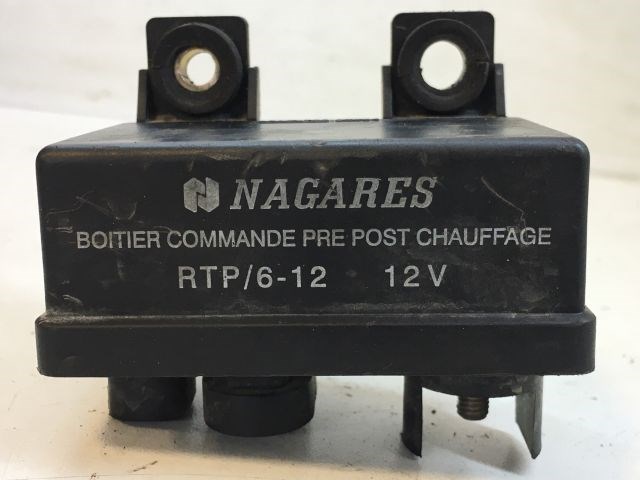 NAGARES
BOITIER COMMANDE PRE POST CHAUFFAGE
RTP/6-12 12V